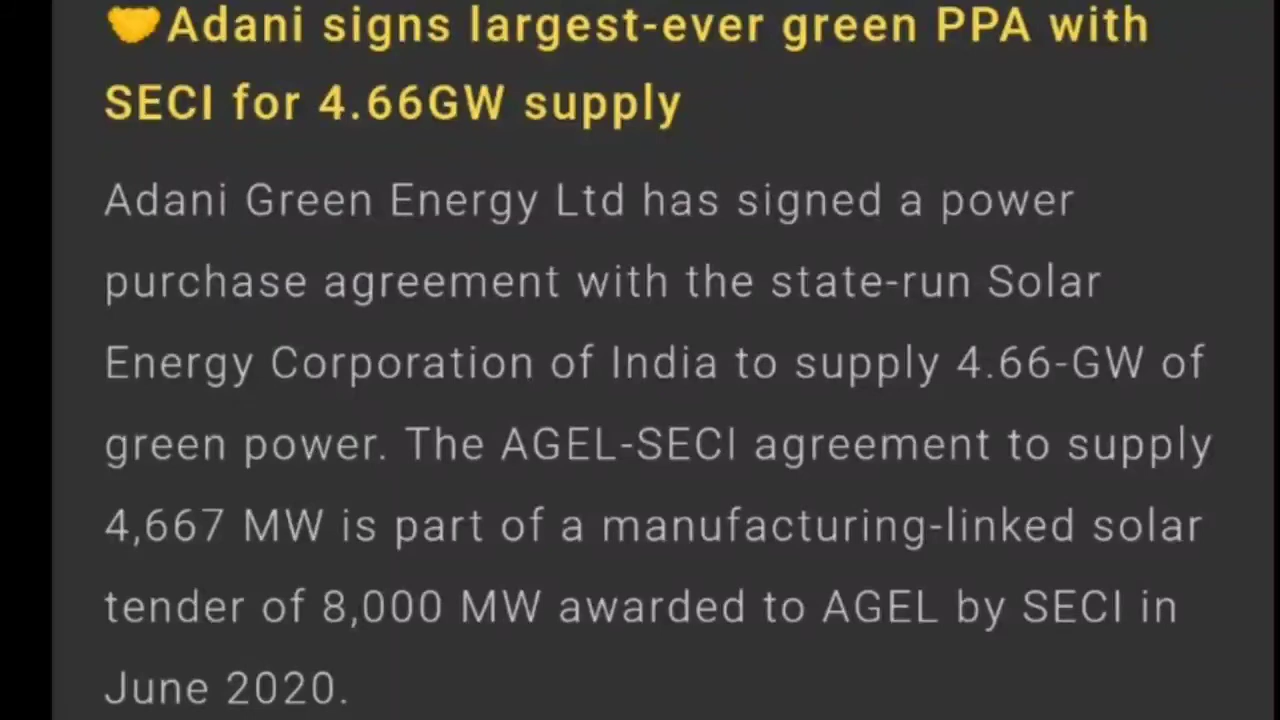 🤝Adani signs largest-ever green PPA with
SECI for 4.66GW supply
Adani Green Energy Ltd has signed a power
purchase agreement with the state-run Solar
Energy Corporation of India to supply 4.66-GW of
green power. The AGEL-SECI agreement to supply
4,667 MW is part of a manufacturing-linked solar
tender of 8,000 MW awarded to AGEL by SECI in
June 2020.